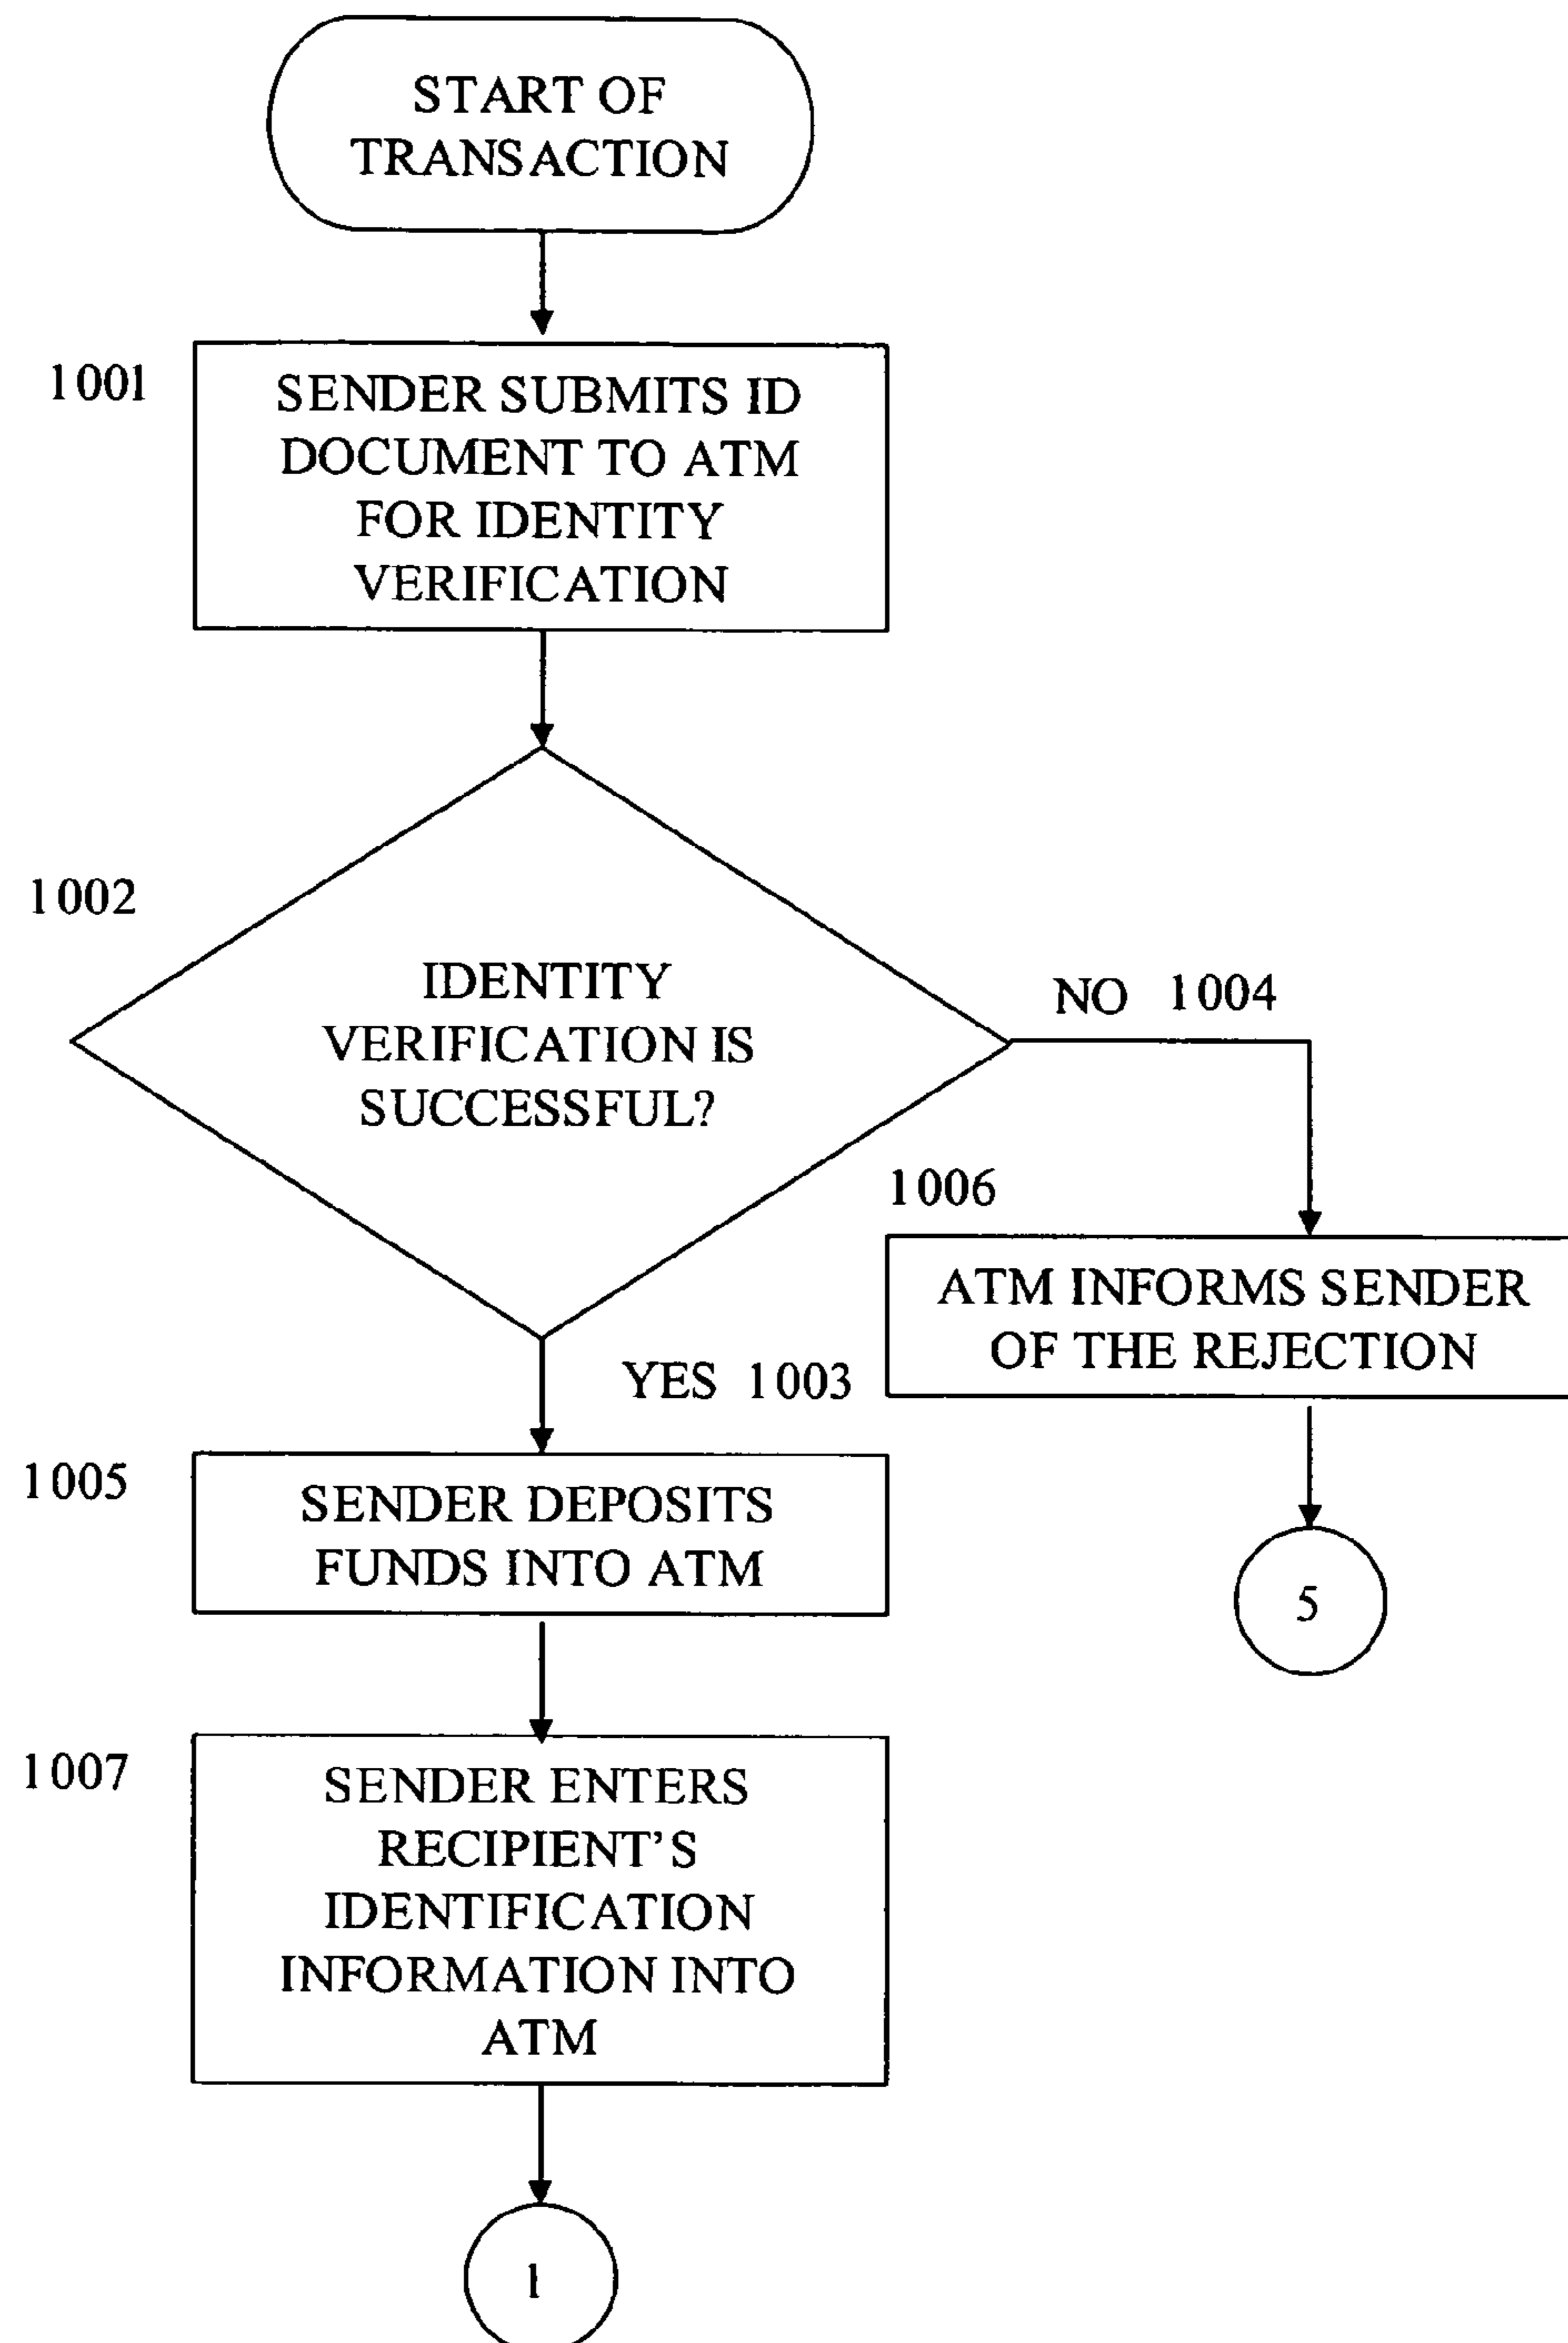 START OF
TRANSACTION
1001
SENDER SUBMITS ID
DOCUMENT TO ATM
FOR IDENTITY
VERIFICATION
1002
IDENTITY
VERIFICATION IS
SUCCESSFUL?
NO 1004
1006
ATM INFORMS SENDER
OF THE REJECTION
YES 1003
1005
SENDER DEPOSITS
FUNDS INTO ATM
5
1007
SENDER ENTERS
RECIPIENT'S
IDENTIFICATION
INFORMATION INTO
ATM
1